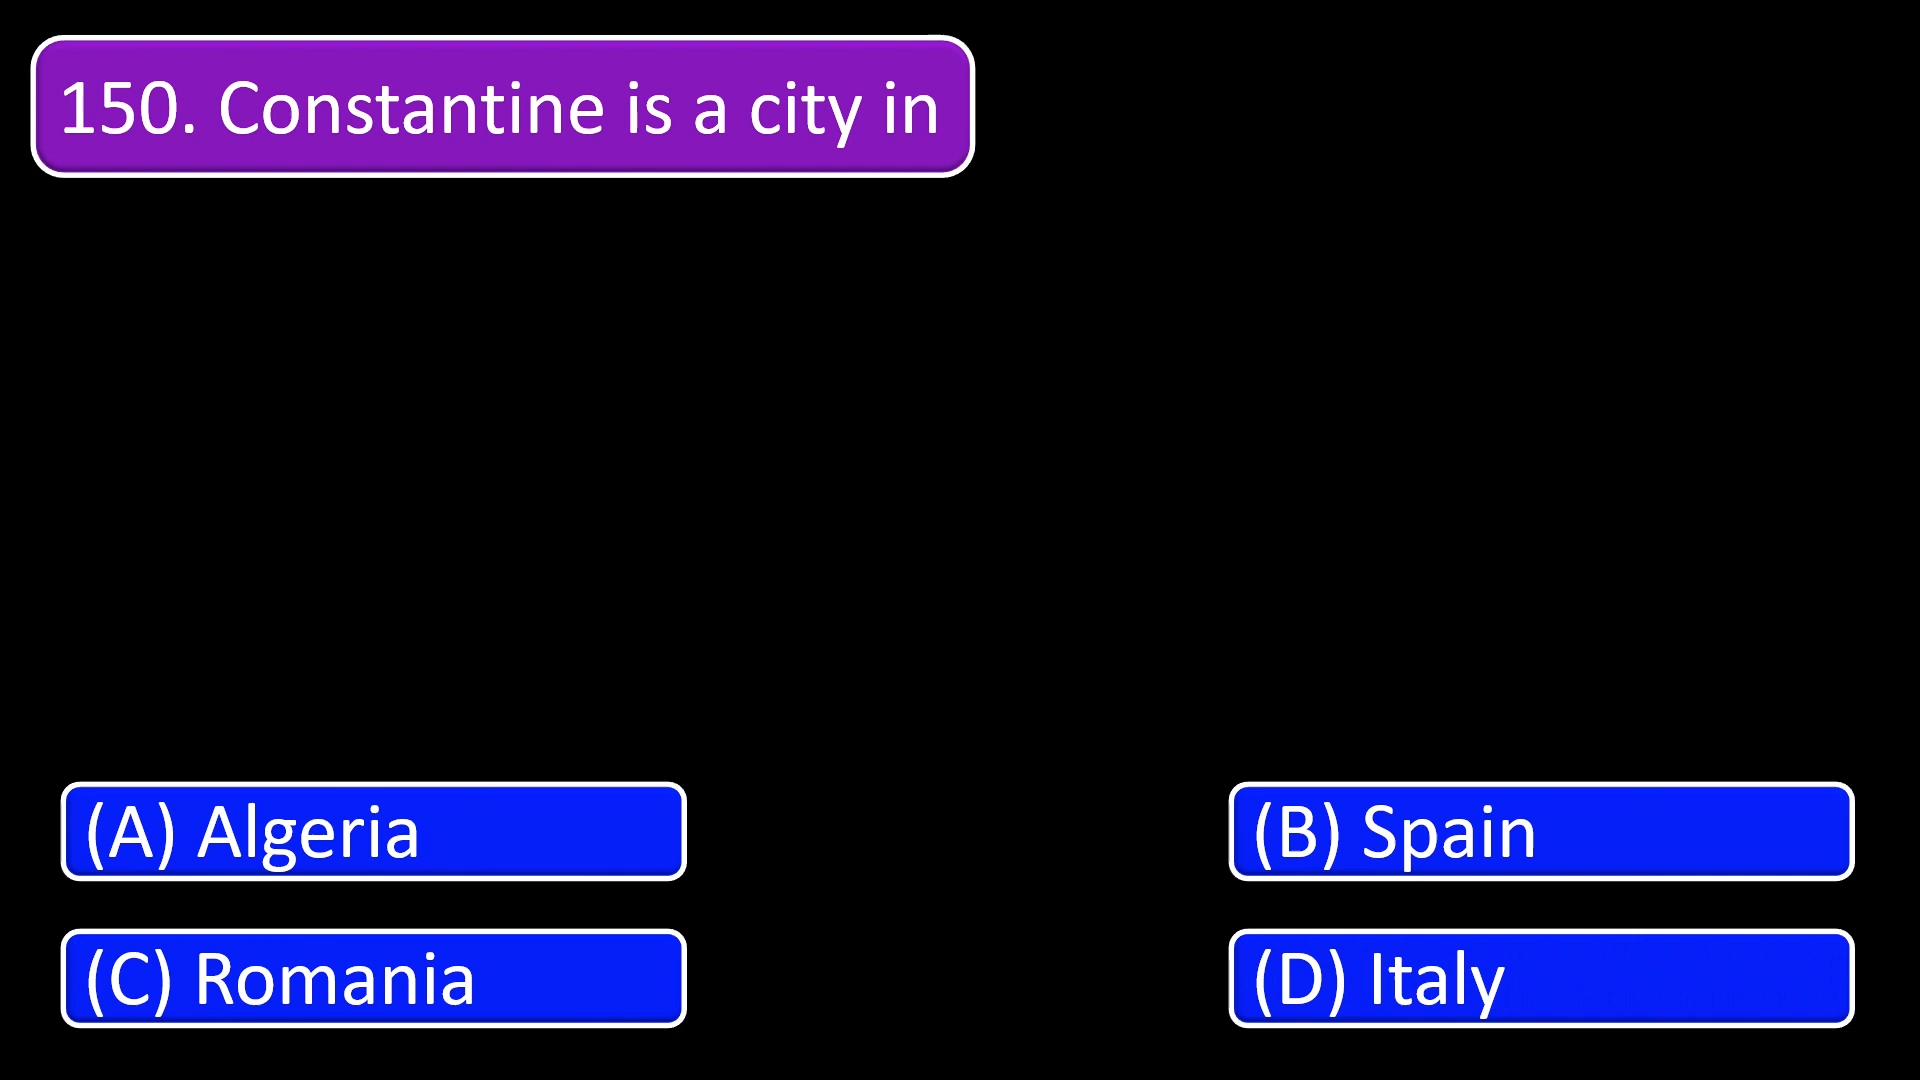 150. Constantine is a city in
(A) Algeria
(B) Spain
(C) Romania
(D) Italy